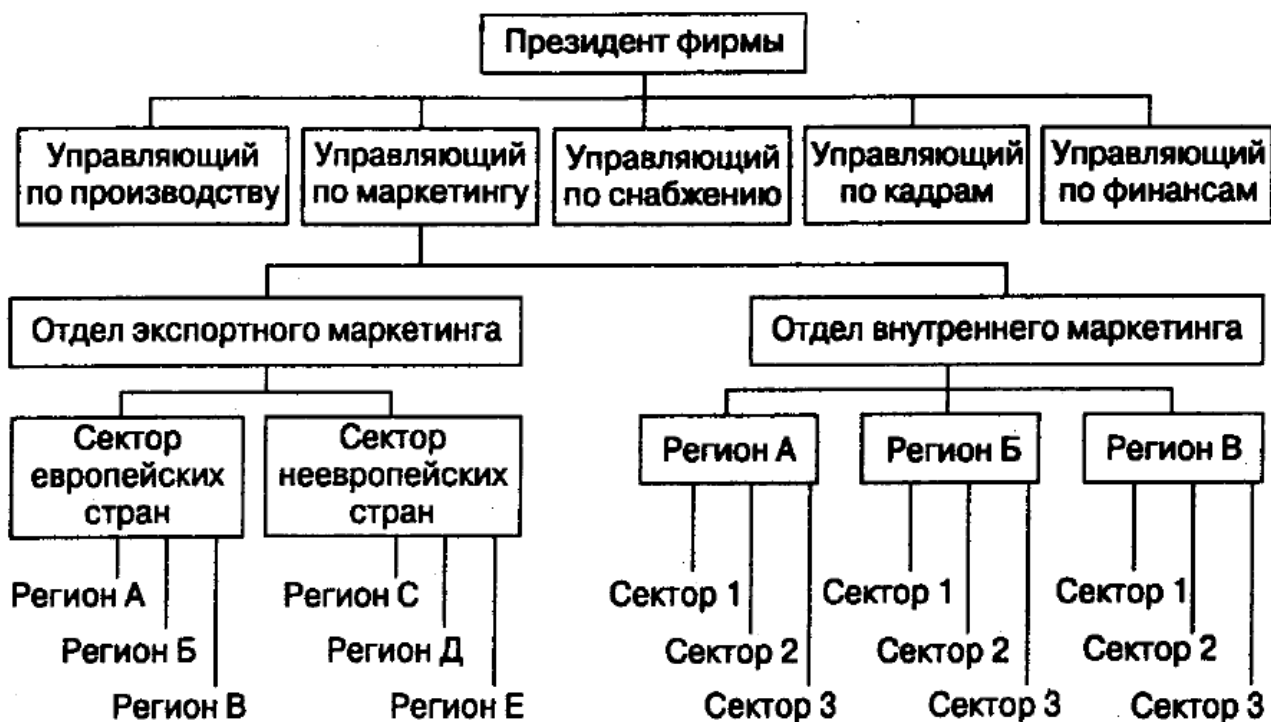 Президент фирмы
Управляющий
по производству
Управляющий
по маркетингу
Управляющий
по снабжению
Управляющий
по кадрам
Управляющий
по финансам
Отдел экспортного маркетинга
Отдел внутреннего маркетинга
Сектор
европейских
стран
Сектор
неевропейских
стран
Регион А
Регион Б
Регион В
Регион А
Регион Б
Регион В
Регион С
Регион Д
Регион Е
Сектор 1
Сектор 2
Сектор 3
Сектор 1
Сектор 2
Сектор 3
Сектор 1
Сектор 2
Сектор 3